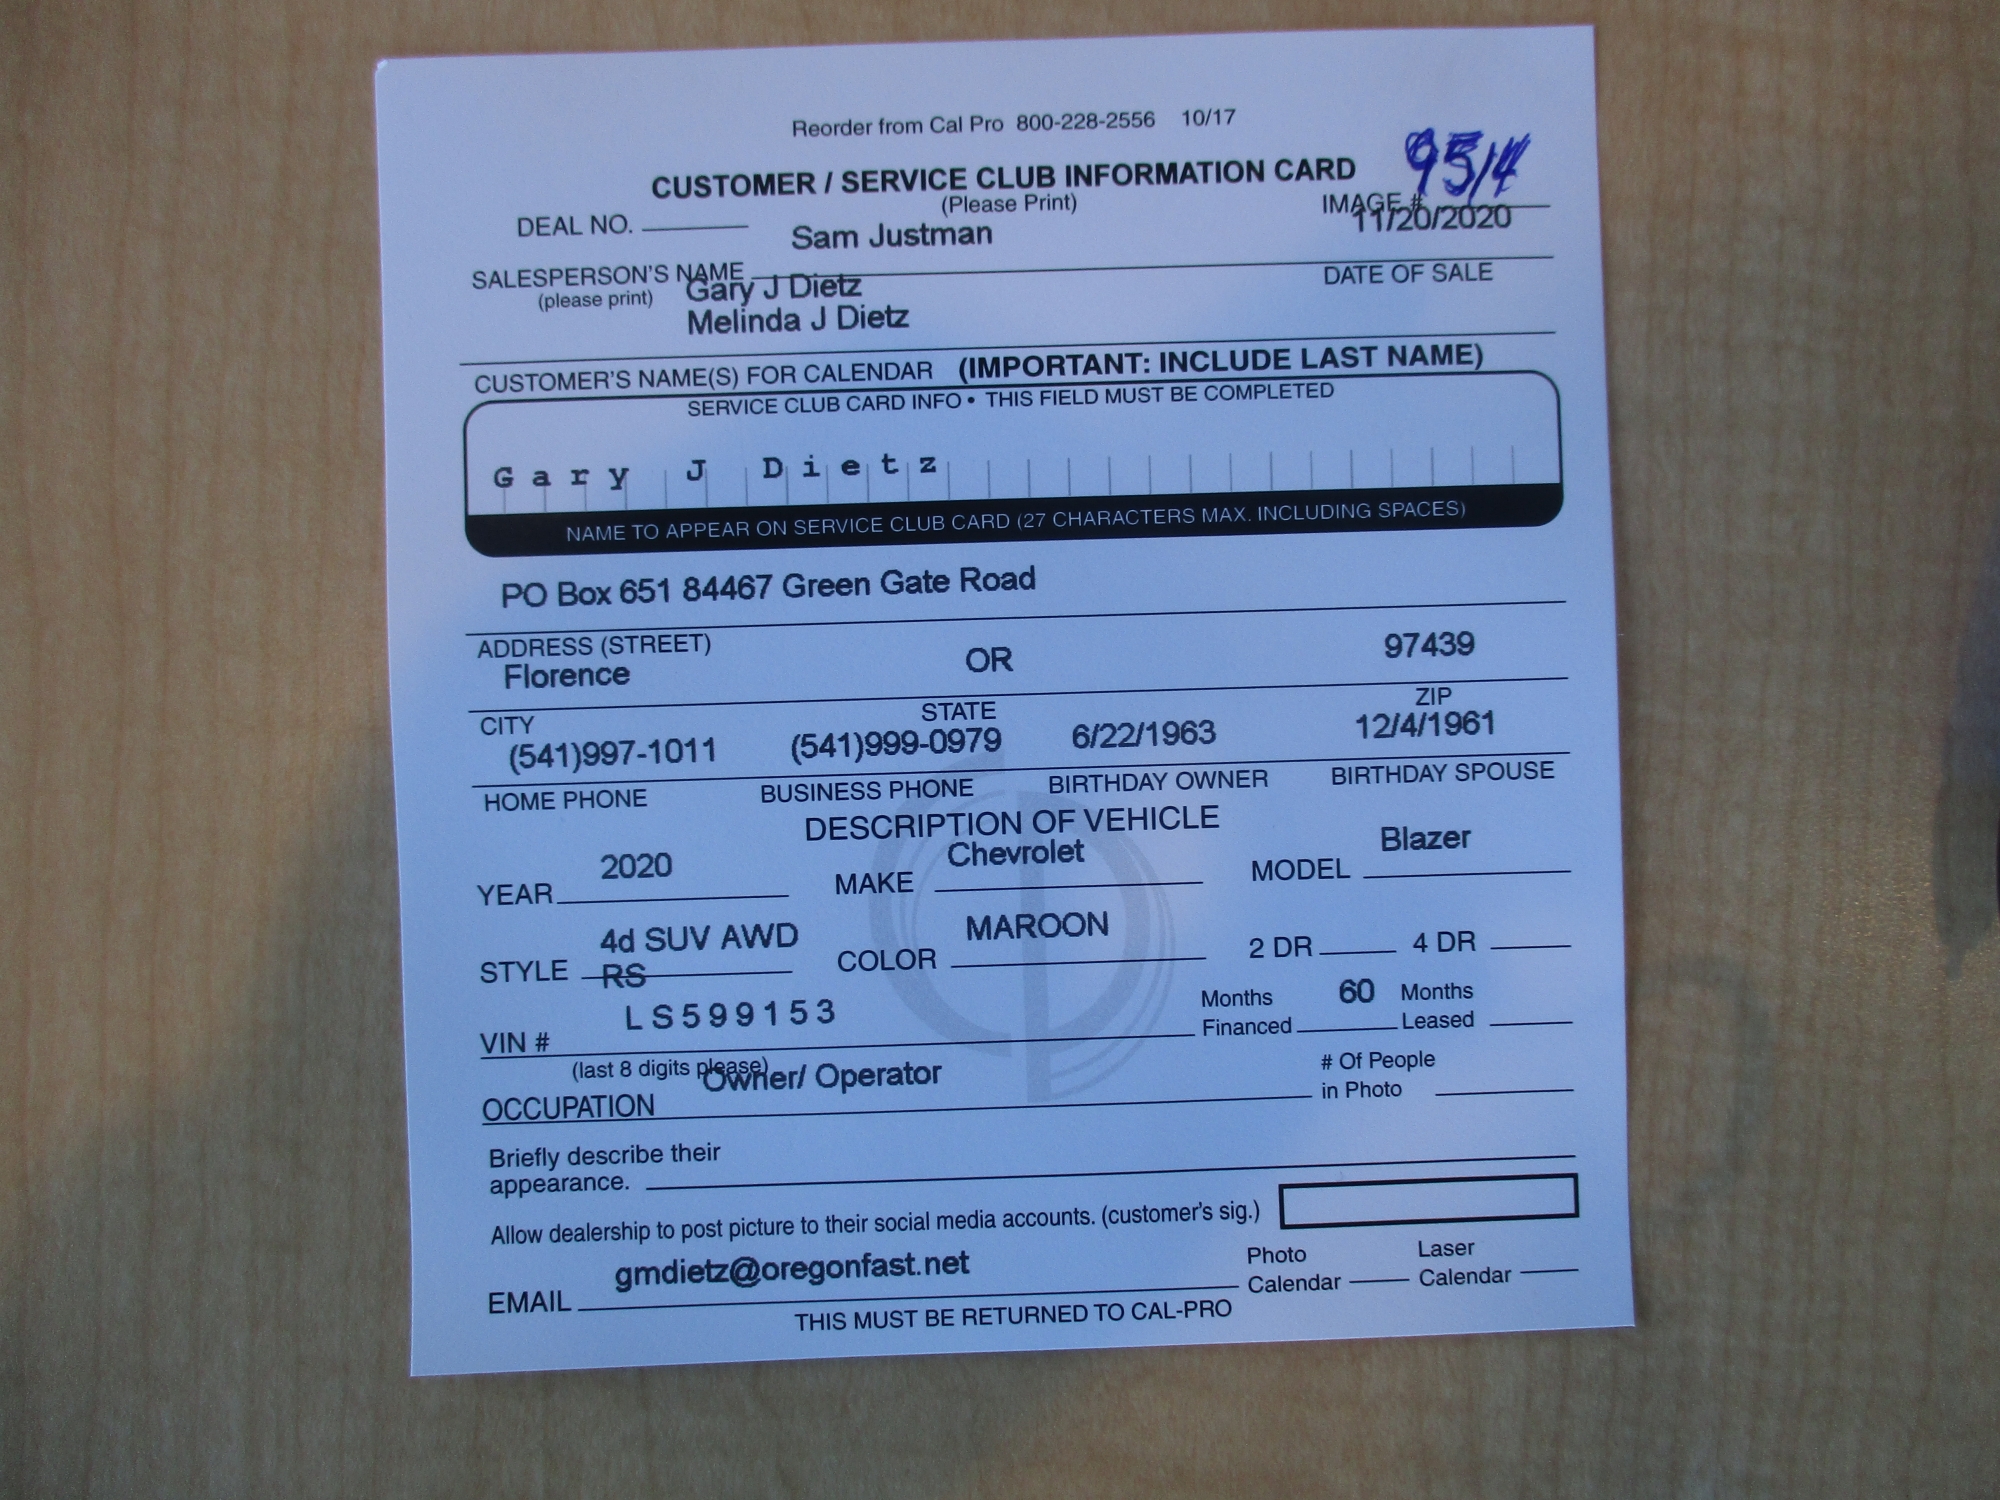 Reorder from Cal Pro 800-228-2556 10/17
CUSTOMER / SERVICE CLUB INFORMATION CARD
(Please Print)
DEAL NO.
IMAGE # 9514
Sam Justman
11/20/2020
SALESPERSON'S NAME
(please print)
DATE OF SALE
Gary J Dietz
Melinda J Dietz
CUSTOMER'S NAME(S) FOR CALENDAR (IMPORTANT: INCLUDE LAST NAME)
SERVICE CLUB CARD INFO • THIS FIELD MUST BE COMPLETED
Gary J Dietz
NAME TO APPEAR ON SERVICE CLUB CARD (27 CHARACTERS MAX. INCLUDING SPACES)
PO Box 651 84467 Green Gate Road
ADDRESS (STREET)
Florence OR 97439
CITY STATE ZIP
(541)997-1011 (541)999-0979 6/22/1963 12/4/1961
HOME PHONE BUSINESS PHONE BIRTHDAY OWNER BIRTHDAY SPOUSE
DESCRIPTION OF VEHICLE
YEAR 2020 MAKE Chevrolet MODEL Blazer
STYLE 4d SUV AWD COLOR MAROON 2 DR 4 DR
RS
VIN # LS599153
(last 8 digits please)
Months Financed 60 Months Leased
OCCUPATION Owner/ Operator
# Of People
in Photo
Briefly describe their
appearance.
Allow dealership to post picture to their social media accounts. (customer's sig.)
EMAIL gmdietz@oregonfast.net
Photo Calendar Laser Calendar
THIS MUST BE RETURNED TO CAL-PRO